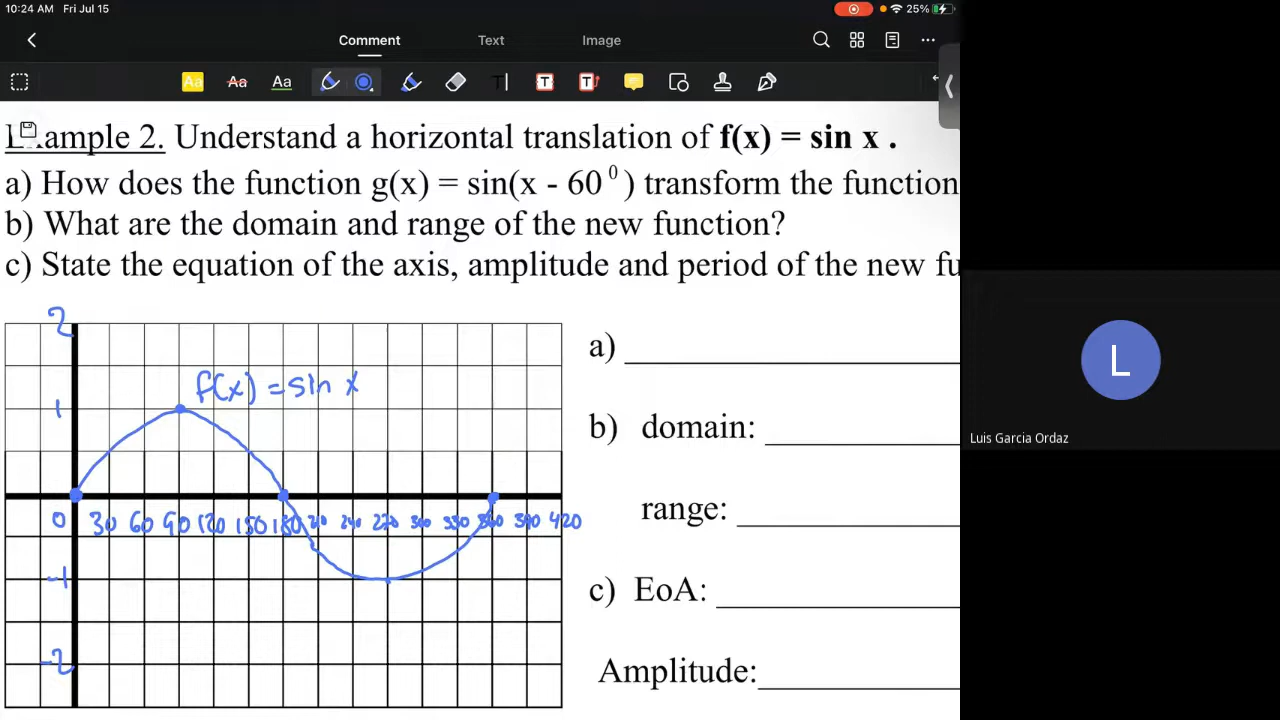 10:24 AM Fri Jul 15
25%
Comment Text Image
Aa Aa Aa T T T
ample 2. Understand a horizontal translation of f(x) = sin x .
a) How does the function g(x) = sin(x - 60⁰) transform the function
b) What are the domain and range of the new function?
c) State the equation of the axis, amplitude and period of the new fu
2
f(x) = sin x
1
0 30 60 90 120 150 180 210 240 270 300 330 360 390 420
-1
-2
a)
b) domain:
range:
c) EoA:
Amplitude:
L
Luis Garcia Ordaz